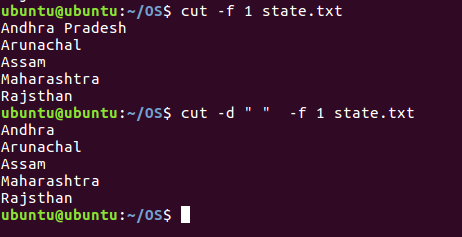 ubuntu@ubuntu:~/OS$ cut -f 1 state.txt
Andhra Pradesh
Arunachal
Assam
Maharashtra
Rajsthan
ubuntu@ubuntu:~/OS$ cut -d " "  -f 1 state.txt
Andhra
Arunachal
Assam
Maharashtra
Rajsthan
ubuntu@ubuntu:~/OS$